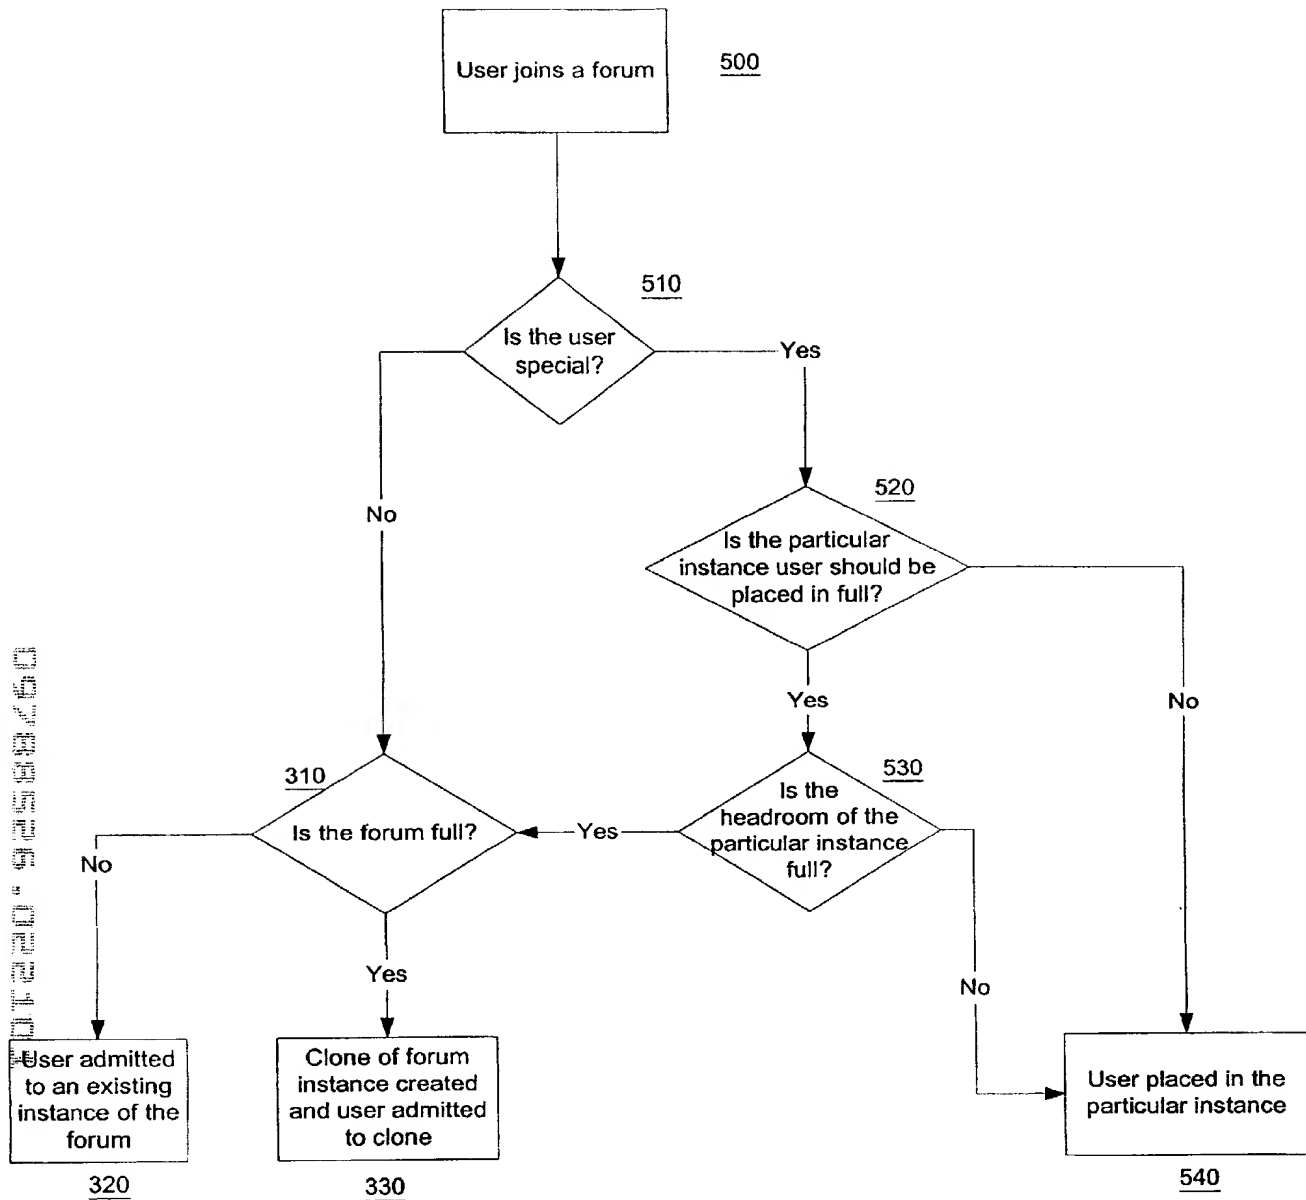 User joins a forum
500
510
Is the user
special?
Yes
No
520
Is the particular
instance user should be
placed in full?
Yes
No
530
Is the
headroom of the
particular instance
full?
310
Is the forum full?
Yes
No
Yes
No
User admitted
to an existing
instance of the
forum
320
Clone of forum
instance created
and user admitted
to clone
330
User placed in the
particular instance
540